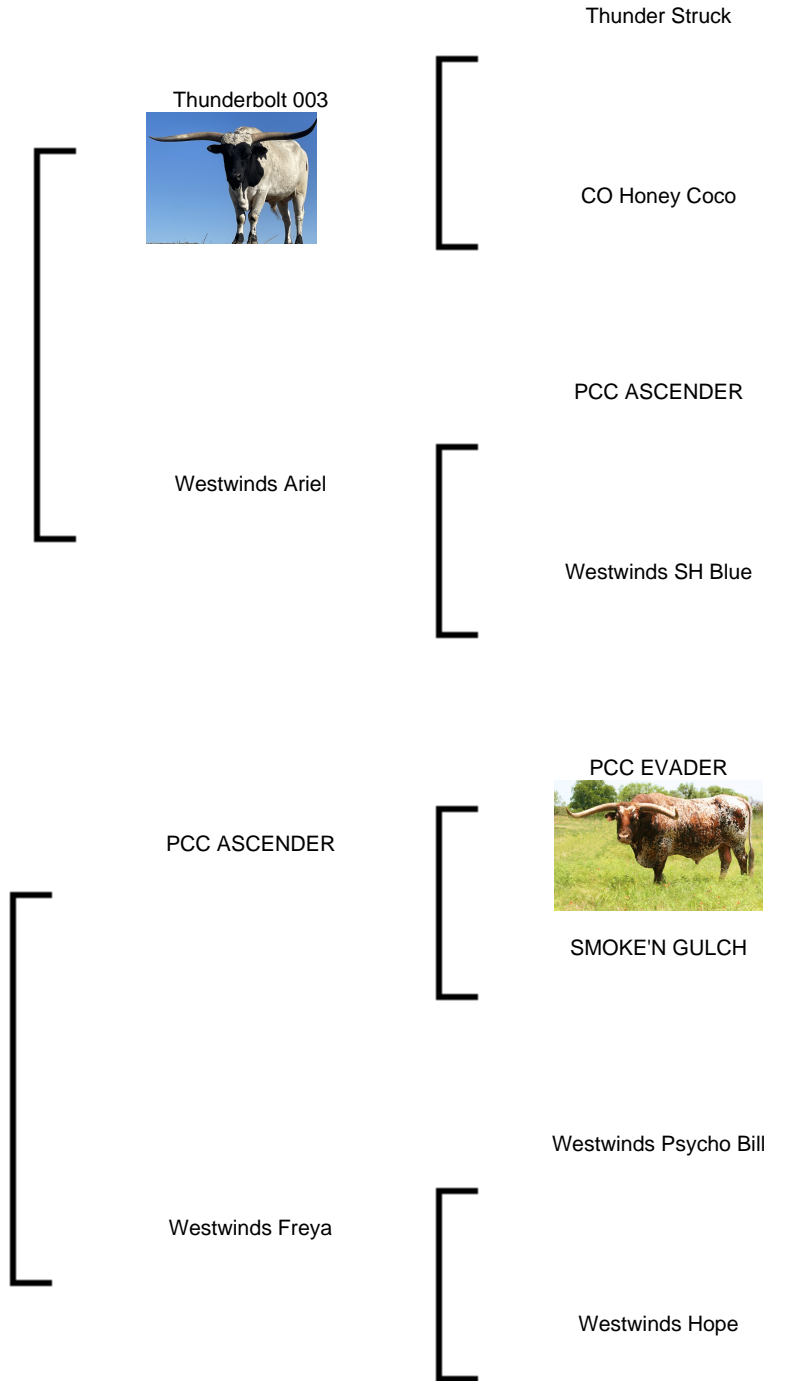 Thunder Struck
Thunderbolt 003
CO Honey Coco
PCC ASCENDER
Westwinds Ariel
Westwinds SH Blue
PCC EVADER
PCC ASCENDER
SMOKE'N GULCH
Westwinds Psycho Bill
Westwinds Freya
Westwinds Hope